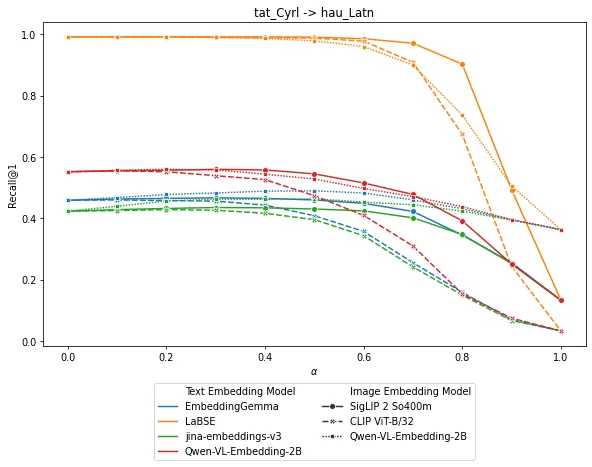 tat_Cyrl -> hau_Latn
1.0
0.8
0.6
0.4
0.2
0.0
Recall@1
0.0 0.2 0.4 0.6 0.8 1.0
α
Text Embedding Model Image Embedding Model
EmbeddingGemma SigLIP 2 So400m
LaBSE CLIP ViT-B/32
jina-embeddings-v3 Qwen-VL-Embedding-2B
Qwen-VL-Embedding-2B